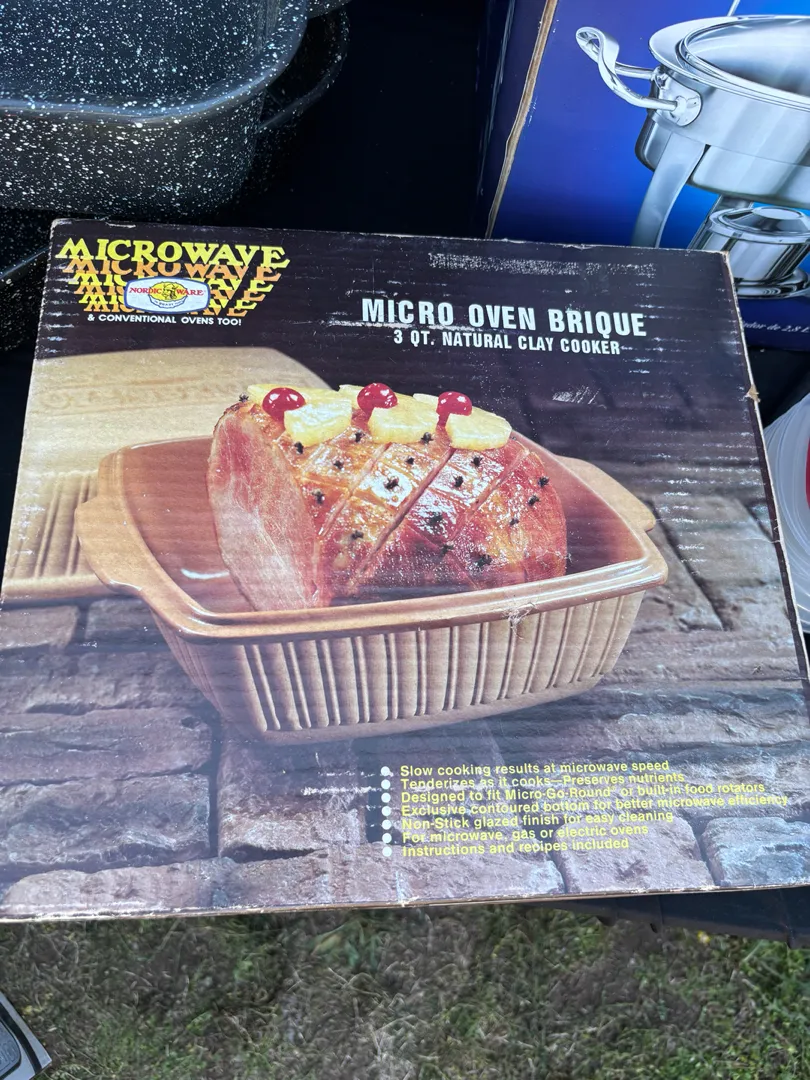 MICROWAVE
MICROWAVE
NORDIC WARE
& CONVENTIONAL OVENS TOO!
MICRO OVEN BRIQUE
3 QT. NATURAL CLAY COOKER
Slow cooking results at microwave speed
Tenderizes as it cooks—Preserves nutrients
Designed to fit Micro-Go-Round® or built-in food rotators
Exclusive contoured bottom for better microwave efficiency
Non-Stick glazed finish for easy cleaning
For microwave, gas or electric ovens
Instructions and recipes included